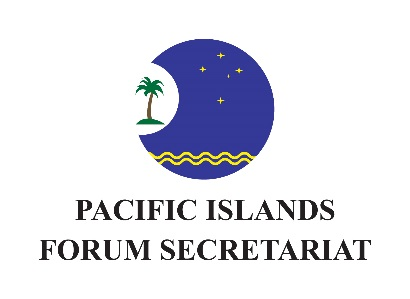 PACIFIC ISLANDS
FORUM SECRETARIAT